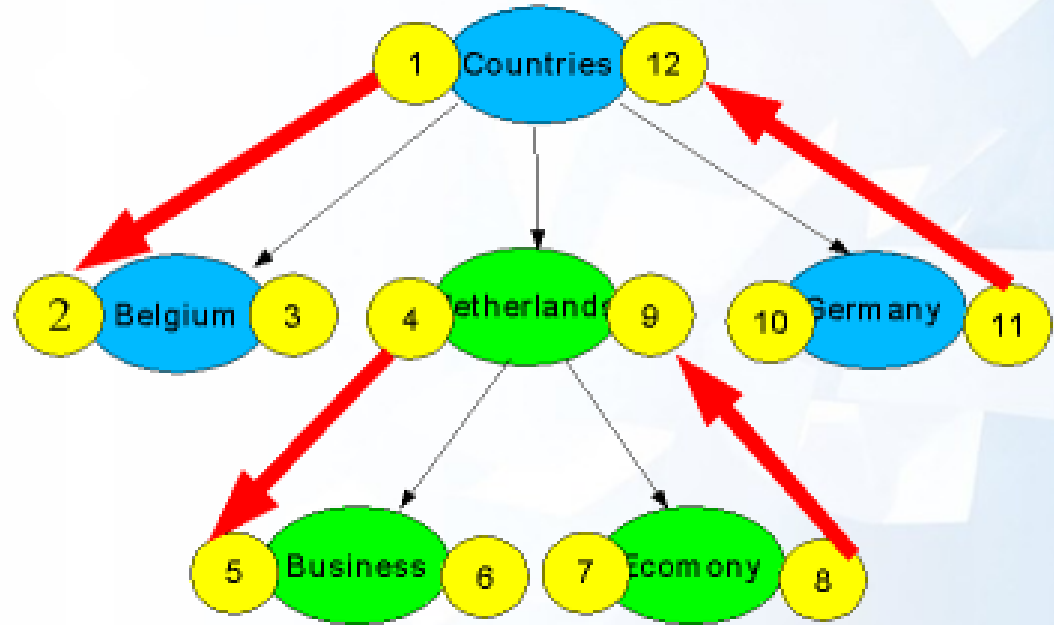 1 Countries 12
2 Belgium 3 4 etherlands 9 10 Germany 11
5 Business 6 7 Ecomony 8